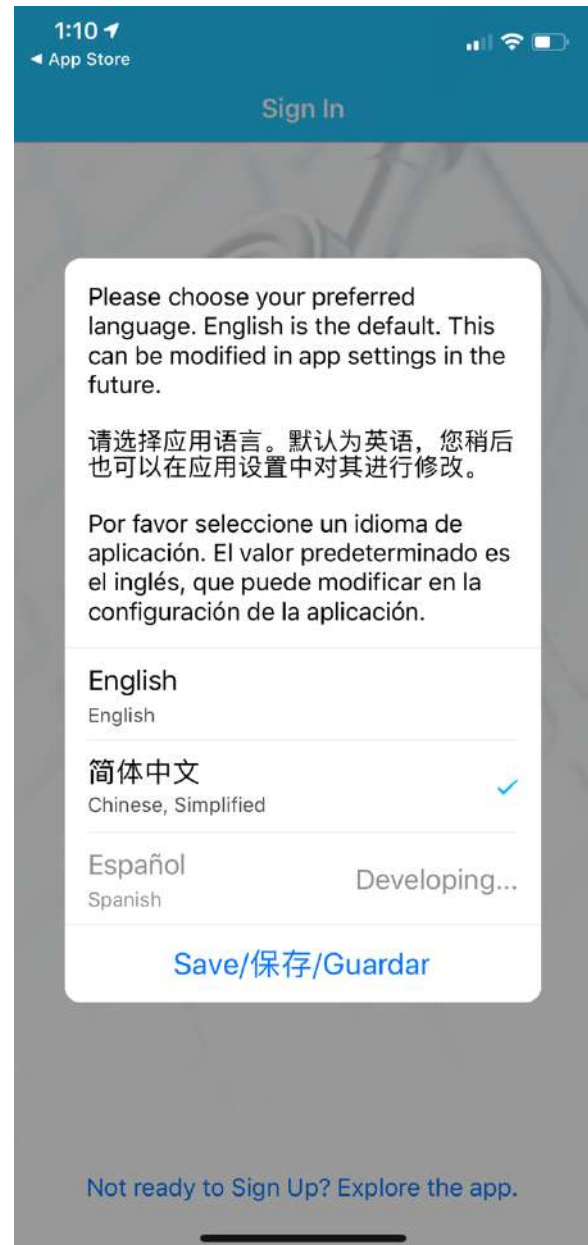 1:10
App Store
Sign In
Please choose your preferred
language. English is the default. This
can be modified in app settings in the
future.
请选择应用语言。默认为英语，您稍后
也可以在应用设置中对其进行修改。
Por favor seleccione un idioma de
aplicación. El valor predeterminado es
el inglés, que puede modificar en la
configuración de la aplicación.
English
English
简体中文
Chinese, Simplified
Español
Spanish
Developing...
Save/保存/Guardar
Not ready to Sign Up? Explore the app.